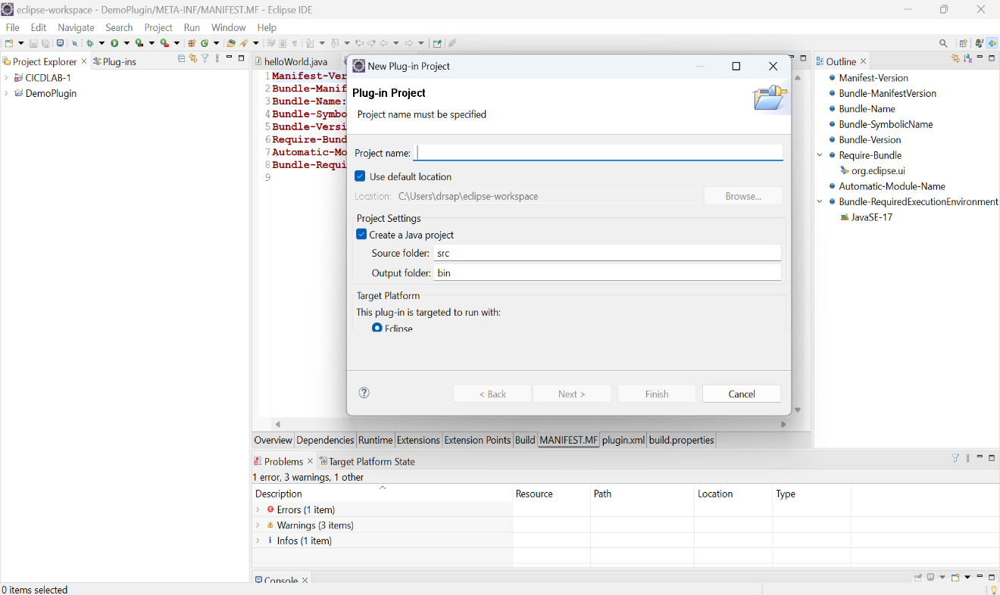 eclipse-workspace - DemoPlugin/META-INF/MANIFEST.MF - Eclipse IDE
File Edit Navigate Search Project Run Window Help
Project Explorer Plug-ins
CICDLAB-1
DemoPlugin
helloWorld.java
1 Manifest-Ver
2 Bundle-Manif
3 Bundle-Name:
4 Bundle-Symbo
5 Bundle-Versi
6 Require-Bund
7 Automatic-Mo
8 Bundle-Requi
9
New Plug-in Project
Plug-in Project
Project name must be specified
Project name:
Use default location
Location: C:\Users\drsap\eclipse-workspace Browse...
Project Settings
Create a Java project
Source folder: src
Output folder: bin
Target Platform
This plug-in is targeted to run with:
Eclipse
< Back Next > Finish Cancel
Outline
Manifest-Version
Bundle-ManifestVersion
Bundle-Name
Bundle-SymbolicName
Bundle-Version
Require-Bundle
org.eclipse.ui
Automatic-Module-Name
Bundle-RequiredExecutionEnvironment
JavaSE-17
Overview Dependencies Runtime Extensions Extension Points Build MANIFEST.MF plugin.xml build.properties
Problems Target Platform State
1 error, 3 warnings, 1 other
Description Resource Path Location Type
Errors (1 item)
Warnings (3 items)
Infos (1 item)
Console
0 items selected